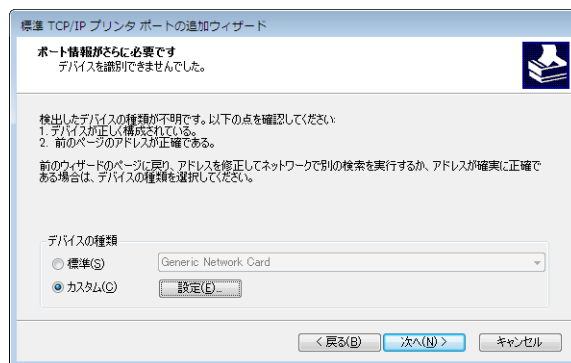 標準 TCP/IP プリンタ ポートの追加ウィザード
ポート情報がさらに必要です
デバイスを識別できませんでした。
検出したデバイスの種類が不明です。以下の点を確認してください:
1. デバイスが正しく構成されている。
2. 前のページのアドレスが正確である。
前のウィザードのページに戻り、アドレスを修正してネットワークで別の検索を実行するか、アドレスが確実に正確で
ある場合は、デバイスの種類を選択してください。
デバイスの種類
標準(S)
Generic Network Card
カスタム(C)
設定(E)...
< 戻る(B)
次へ(N) >
キャンセル